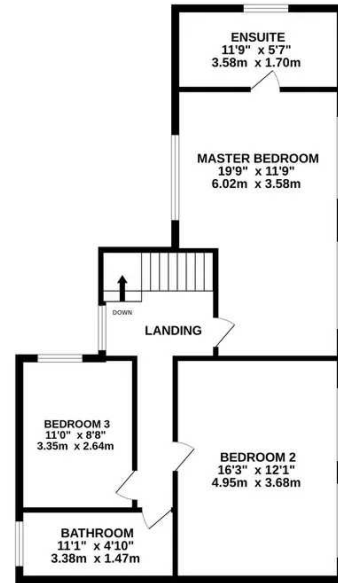 ENSUITE
11'9" x 5'7"
3.58m x 1.70m
MASTER BEDROOM
19'9" x 11'9"
6.02m x 3.58m
DOWN
LANDING
BEDROOM 3
11'0" x 8'8"
3.35m x 2.64m
BEDROOM 2
16'3" x 12'1"
4.95m x 3.68m
BATHROOM
11'1" x 4'10"
3.38m x 1.47m